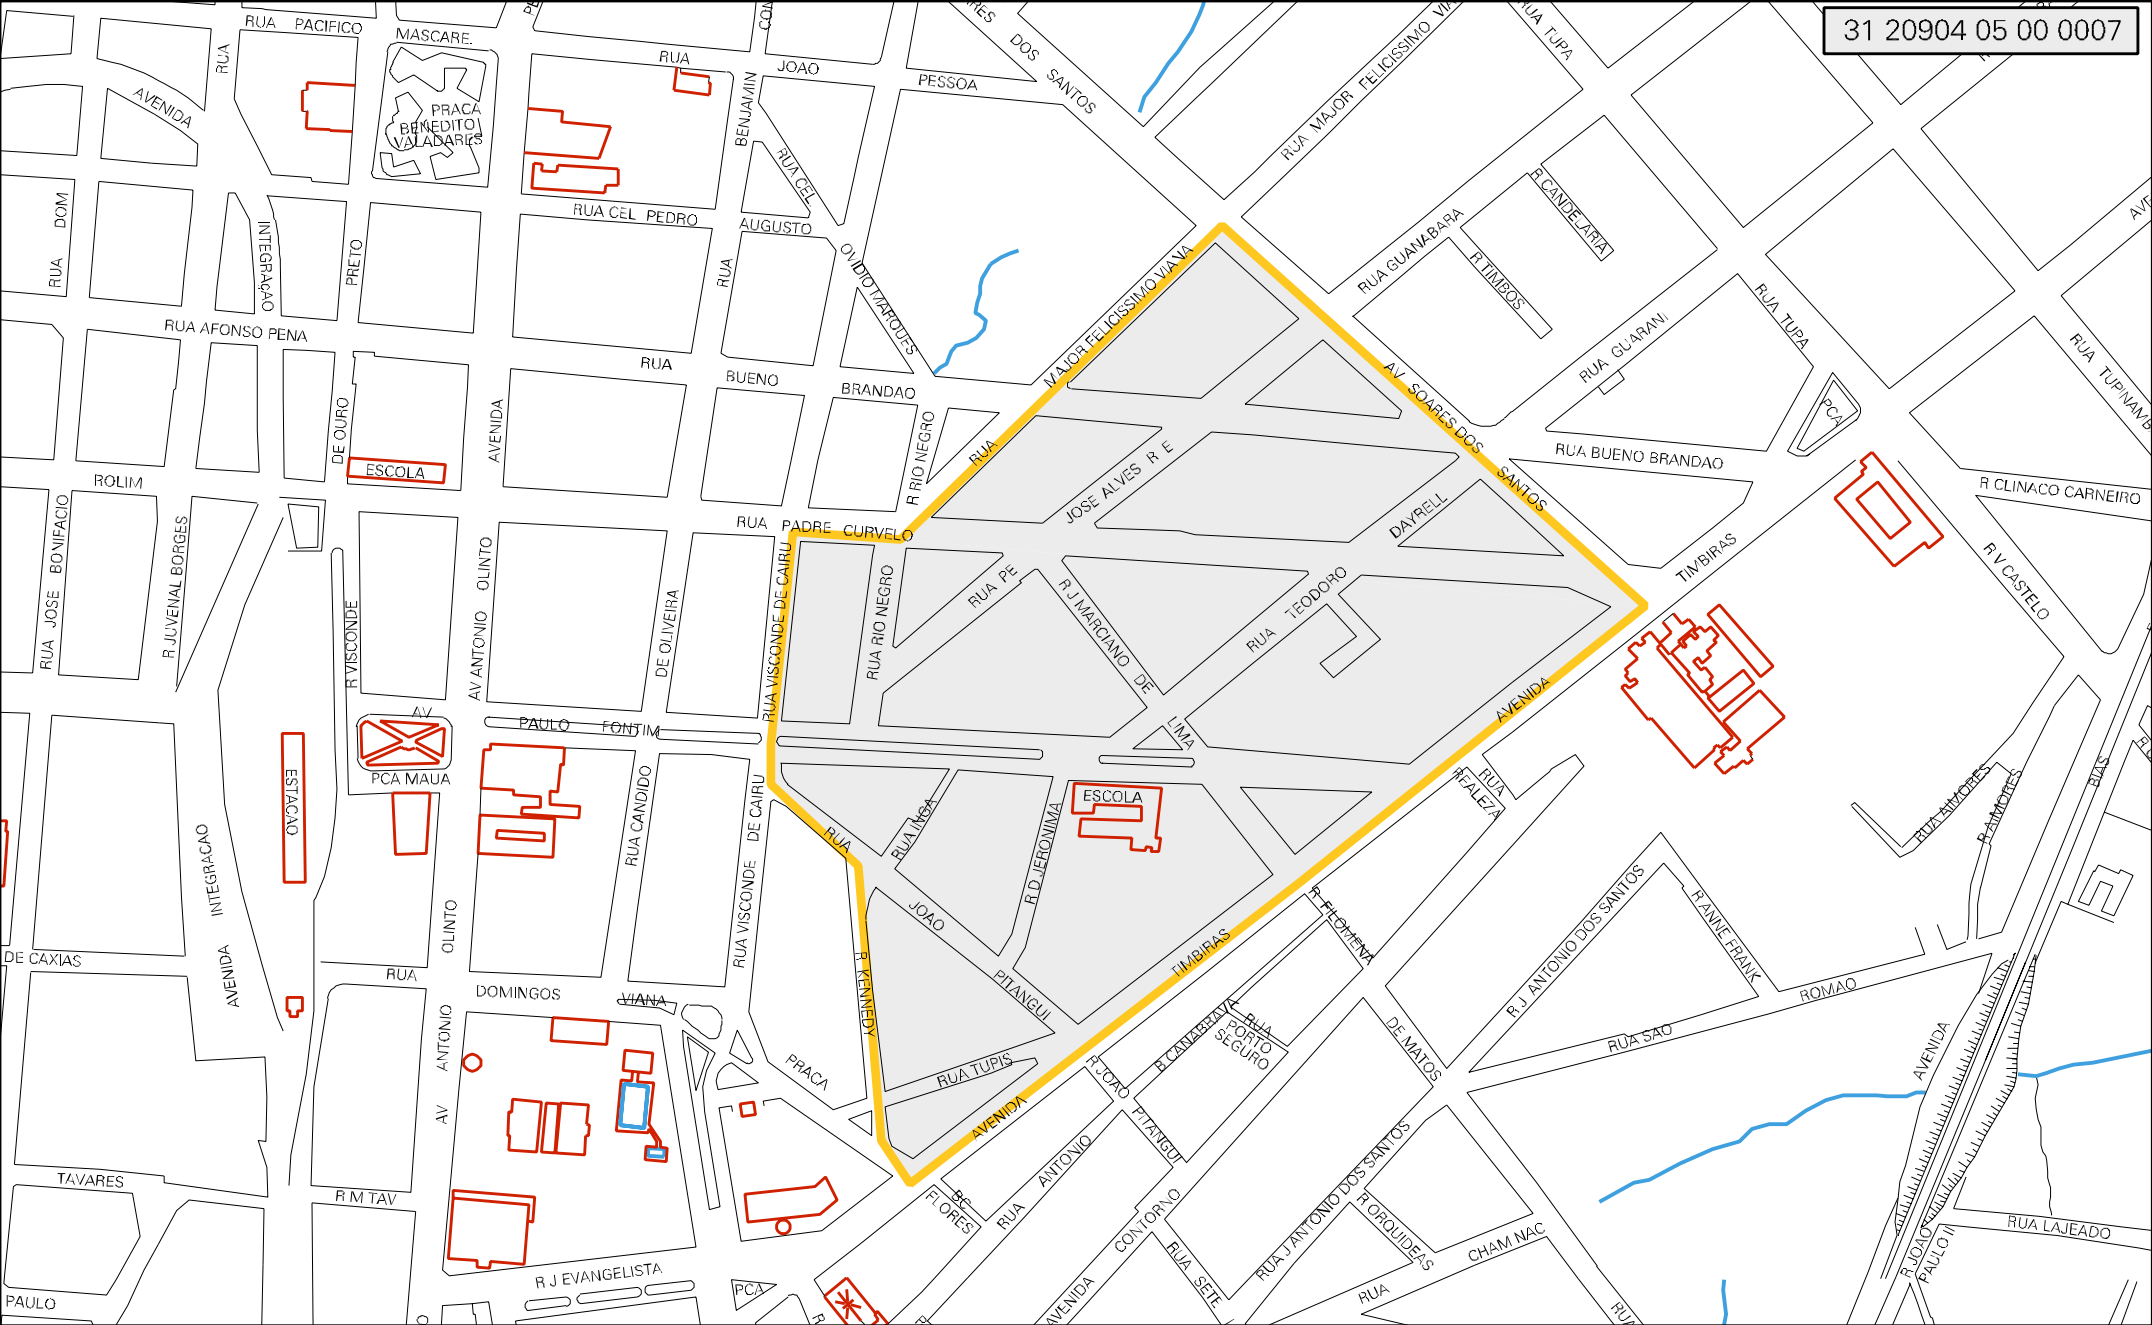 31 20904 05 00 0007
RUA PACIFICO MASCARE.
RUA
AVENIDA
PRACA
BENEDITO
VALADARES
RUA JOAO PESSOA
BENJAMIN
RUA CEL
OVIDIO MARQUES
DOS SANTOS
RUA MAJOR FELICISSIMO
RUA TUPA
R CANDELARIA
RUA GUANABARA
R TIMBOS
RUA DOM
INTEGRAÇAO
PRETO
RUA CEL PEDRO AUGUSTO
RUA
MAJOR FELICISSIMO VIANA
RUA AFONSO PENA
RUA BUENO BRANDAO
RUA GUARANI
RUA TUPA
PCA
RUA TUPINAMB
AV SOARES DOS SANTOS
DE OURO
AVENIDA
R RIO NEGRO
RUA
JOSE ALVES R E
DAYRELL
RUA BUENO BRANDAO
R CLINACO CARNEIRO
ROLIM
ESCOLA
RUA PADRE CURVELO
TIMBIRAS
R V CASTELO
RUA JOSE BONIFACIO
R JUVENAL BORGES
R VISCONDE
AV ANTONIO OLINTO
DE OLIVEIRA
RUA VISCONDE DE CAIRU
RUA RIO NEGRO
RUA PE
R J MARCIANO DE LIMA
RUA TEODORO
AVENIDA
AV PAULO FONTIM
PCA MAUA
ESTACAO
RUA CANDIDO
RUA VISCONDE DE CAIRU
RUA JOAO PITANGUI
RUA INGA
R D JERONIMA
ESCOLA
RUA
REALEZA
RUA AIMORES
R AIMORES
BIAS
AVENIDA INTEGRACAO
OLINTO
R KENNEDY
TIMBIRAS
R FILOMENA
DE MATOS
R J ANTONIO DOS SANTOS
R ANNE FRANK
DE CAXIAS
RUA DOMINGOS VIANA
PRACA
RUA TUPIS
B CANABRAVA
RUA
PORTO
SEGURO
RUA SAO ROMAO
AVENIDA
AV ANTONIO
AVENIDA
R JOAO PITANGUI
TAVARES
R M TAV
BC
FLORES
RUA ANTONIO
AVENIDA CONTORNO
RUA SETE
RUA J ANTONIO DOS SANTOS
R ORQUIDEAS
RUA CHAM NAC
RUA LAJEADO
R JOAO
PAULO II
R J EVANGELISTA
PCA
PAULO
RUA